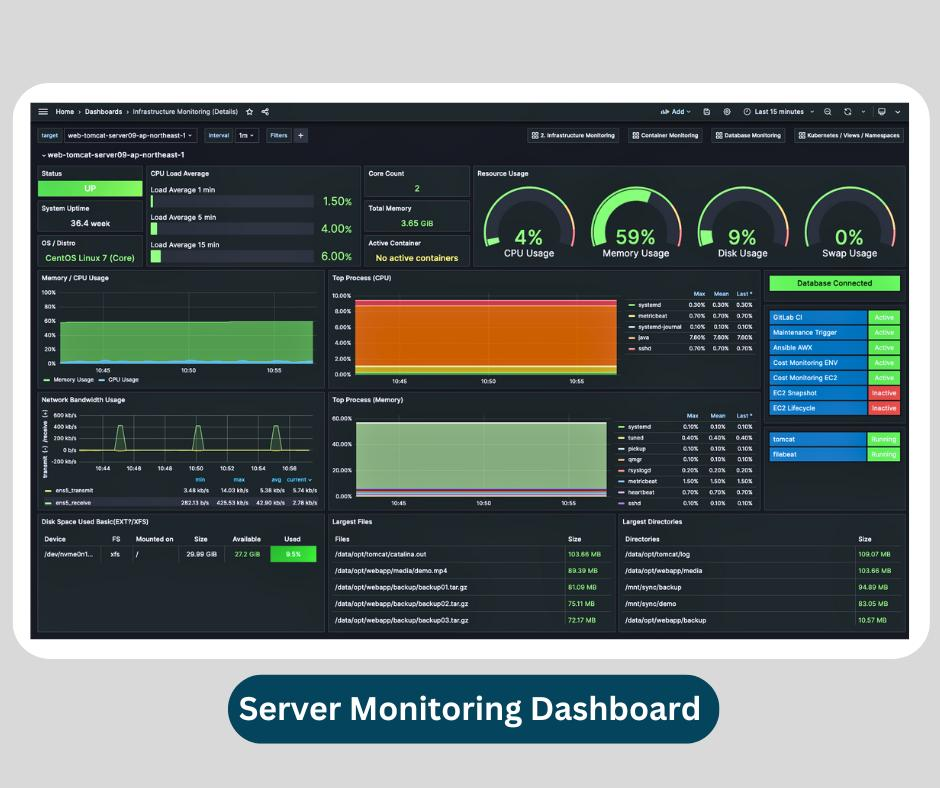 Home › Dashboards › Infrastructure Monitoring (Details)
Add
Last 15 minutes
target web-tomcat-server09-ap-northeast-1 Interval 1m Filters +
2. Infrastructure Monitoring Container Monitoring Database Monitoring Kubernetes / Views / Namespaces
web-tomcat-server09-ap-northeast-1
Status
UP
System Uptime
36.4 week
OS / Distro
CentOS Linux 7 (Core)
CPU Load Average
Load Average 1 min
1.50%
Load Average 5 min
4.00%
Load Average 15 min
6.00%
Core Count
2
Total Memory
3.65 GiB
Active Container
No active containers
Resource Usage
4% 59% 9% 0%
CPU Usage Memory Usage Disk Usage Swap Usage
Memory / CPU Usage
100%
80%
60%
40%
20%
0%
10:45 10:50 10:55
Memory Usage CPU Usage
Top Process (CPU)
10.00%
8.00%
6.00%
4.00%
2.00%
0.00%
10:45 10:50 10:55
Max Mean Last *
systemd 0.30% 0.30% 0.30%
metricbeat 0.70% 0.70% 0.70%
systemd-journal 0.10% 0.10% 0.10%
java 7.60% 7.60% 7.60%
sshd 0.70% 0.70% 0.70%
Database Connected
GitLab CI Active
Maintenance Trigger Active
Ansible AWX Active
Cost Monitoring ENV Active
Cost Monitoring EC2 Active
EC2 Snapshot Inactive
EC2 Lifecycle Inactive
tomcat Running
filebeat Running
Network Bandwidth Usage
transmit (-) /receive (+)
600 kb/s
400 kb/s
200 kb/s
0 b/s
-200 kb/s
10:44 10:46 10:48 10:50 10:52 10:54 10:56 10:58
min max avg current
ens5_transmit 3.48 kb/s 14.03 kb/s 5.38 kb/s 5.74 kb/s
ens5_receive 282.13 b/s 425.53 kb/s 42.90 kb/s 2.78 kb/s
Top Process (Memory)
60.00%
40.00%
20.00%
0.00%
10:45 10:50 10:55
Max Mean Last *
systemd 0.10% 0.10% 0.10%
tuned 0.40% 0.40% 0.40%
pickup 0.10% 0.10% 0.10%
qmgr 0.10% 0.10% 0.10%
rsyslogd 0.20% 0.20% 0.20%
metricbeat 1.50% 1.50% 1.50%
heartbeat 0.70% 0.70% 0.70%
sshd 0.10% 0.10% 0.10%
Disk Space Used Basic(EXT?/XFS)
Device FS Mounted on Size Available Used
/dev/nvme0n1... xfs / 29.99 GiB 27.2 GiB 9.5%
Largest Files
Files Size
/data/opt/tomcat/catalina.out 103.66 MB
/data/opt/webapp/media/demo.mp4 89.39 MB
/data/opt/webapp/backup/backup01.tar.gz 81.09 MB
/data/opt/webapp/backup/backup02.tar.gz 75.11 MB
/data/opt/webapp/backup/backup03.tar.gz 72.17 MB
Largest Directories
Directories Size
/data/opt/tomcat/log 109.07 MB
/data/opt/webapp/media 103.66 MB
/mnt/sync/backup 94.89 MB
/mnt/sync/demo 83.05 MB
/data/opt/webapp/backup 10.57 MB
Server Monitoring Dashboard